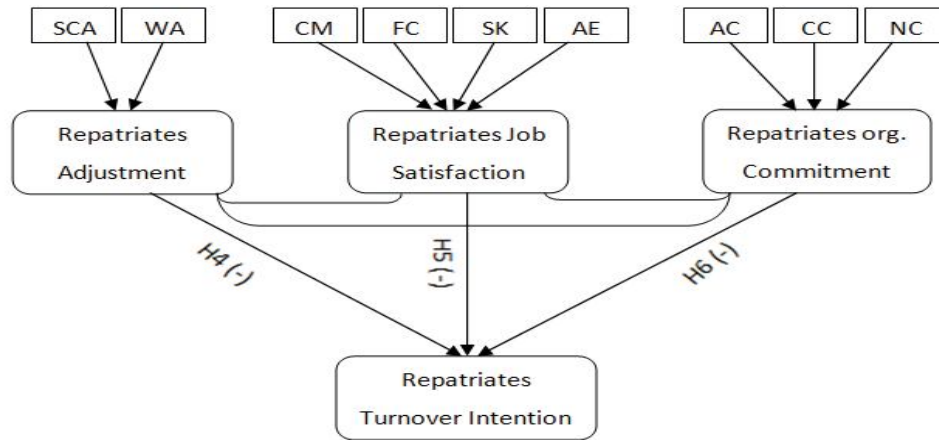 SCA WA CM FC SK AE AC CC NC
Repatriates
Adjustment
Repatriates Job
Satisfaction
Repatriates org.
Commitment
H4 (-)
H5 (-)
H6 (-)
Repatriates
Turnover Intention